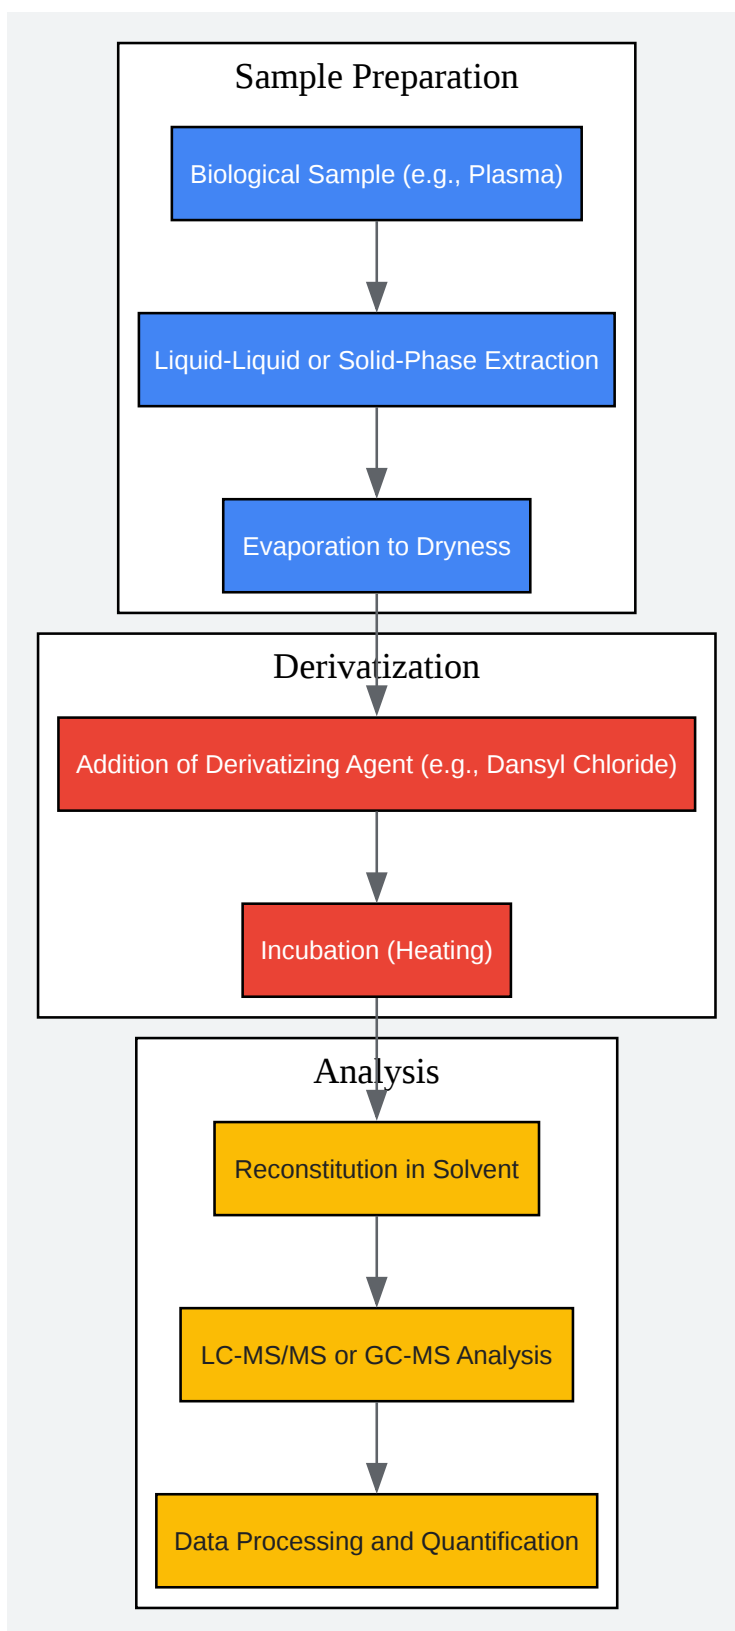 Sample Preparation
Biological Sample (e.g., Plasma)
Liquid-Liquid or Solid-Phase Extraction
Evaporation to Dryness
Derivatization
Addition of Derivatizing Agent (e.g., Dansyl Chloride)
Incubation (Heating)
Analysis
Reconstitution in Solvent
LC-MS/MS or GC-MS Analysis
Data Processing and Quantification